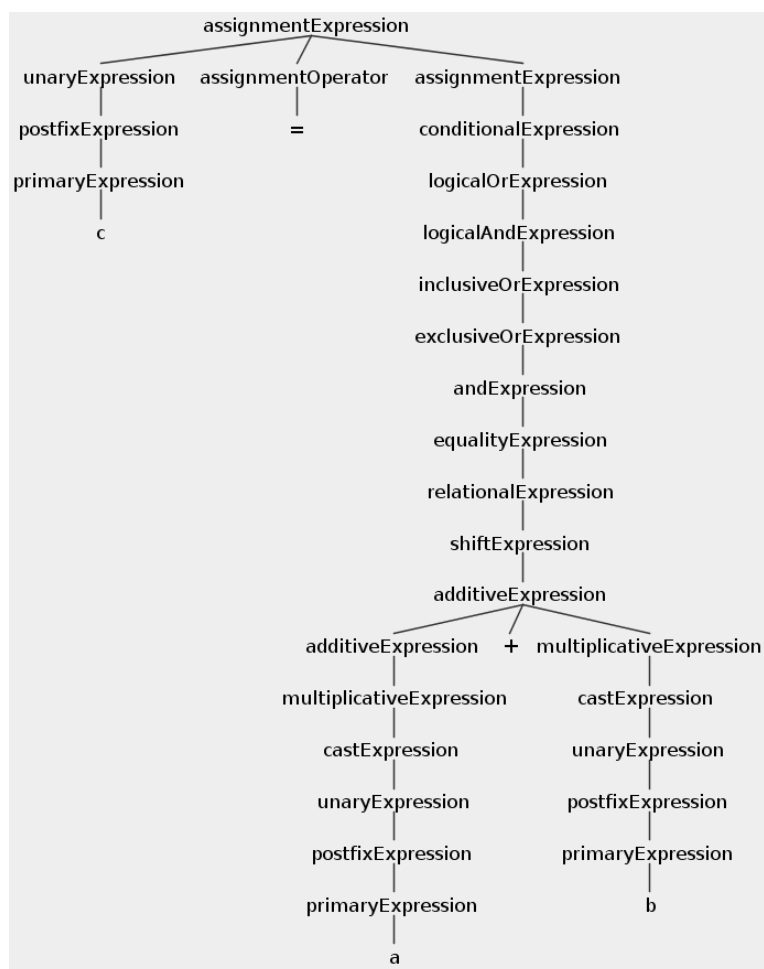 assignmentExpression
unaryExpression assignmentOperator assignmentExpression
postfixExpression = conditionalExpression
primaryExpression logicalOrExpression
c logicalAndExpression
inclusiveOrExpression
exclusiveOrExpression
andExpression
equalityExpression
relationalExpression
shiftExpression
additiveExpression
additiveExpression + multiplicativeExpression
multiplicativeExpression castExpression
castExpression unaryExpression
unaryExpression postfixExpression
postfixExpression primaryExpression
primaryExpression b
a